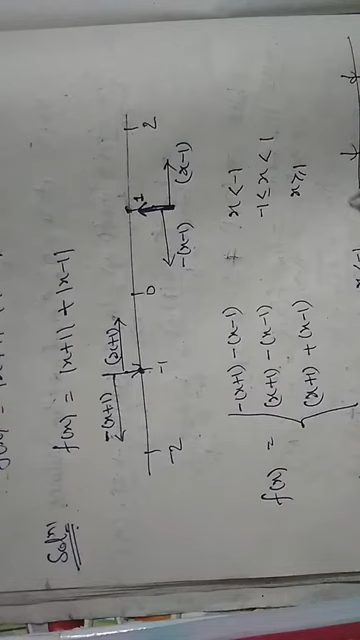 Soln
f(x) = |x+1| + |x-1|
-(x+1) (x+1)
-2 -1 0 1 2
-(x-1) (x-1)
f(x) = { -(x+1) -(x-1) x < -1
(x+1) -(x-1) -1 ≤ x < 1
(x+1) + (x-1) x ≥ 1